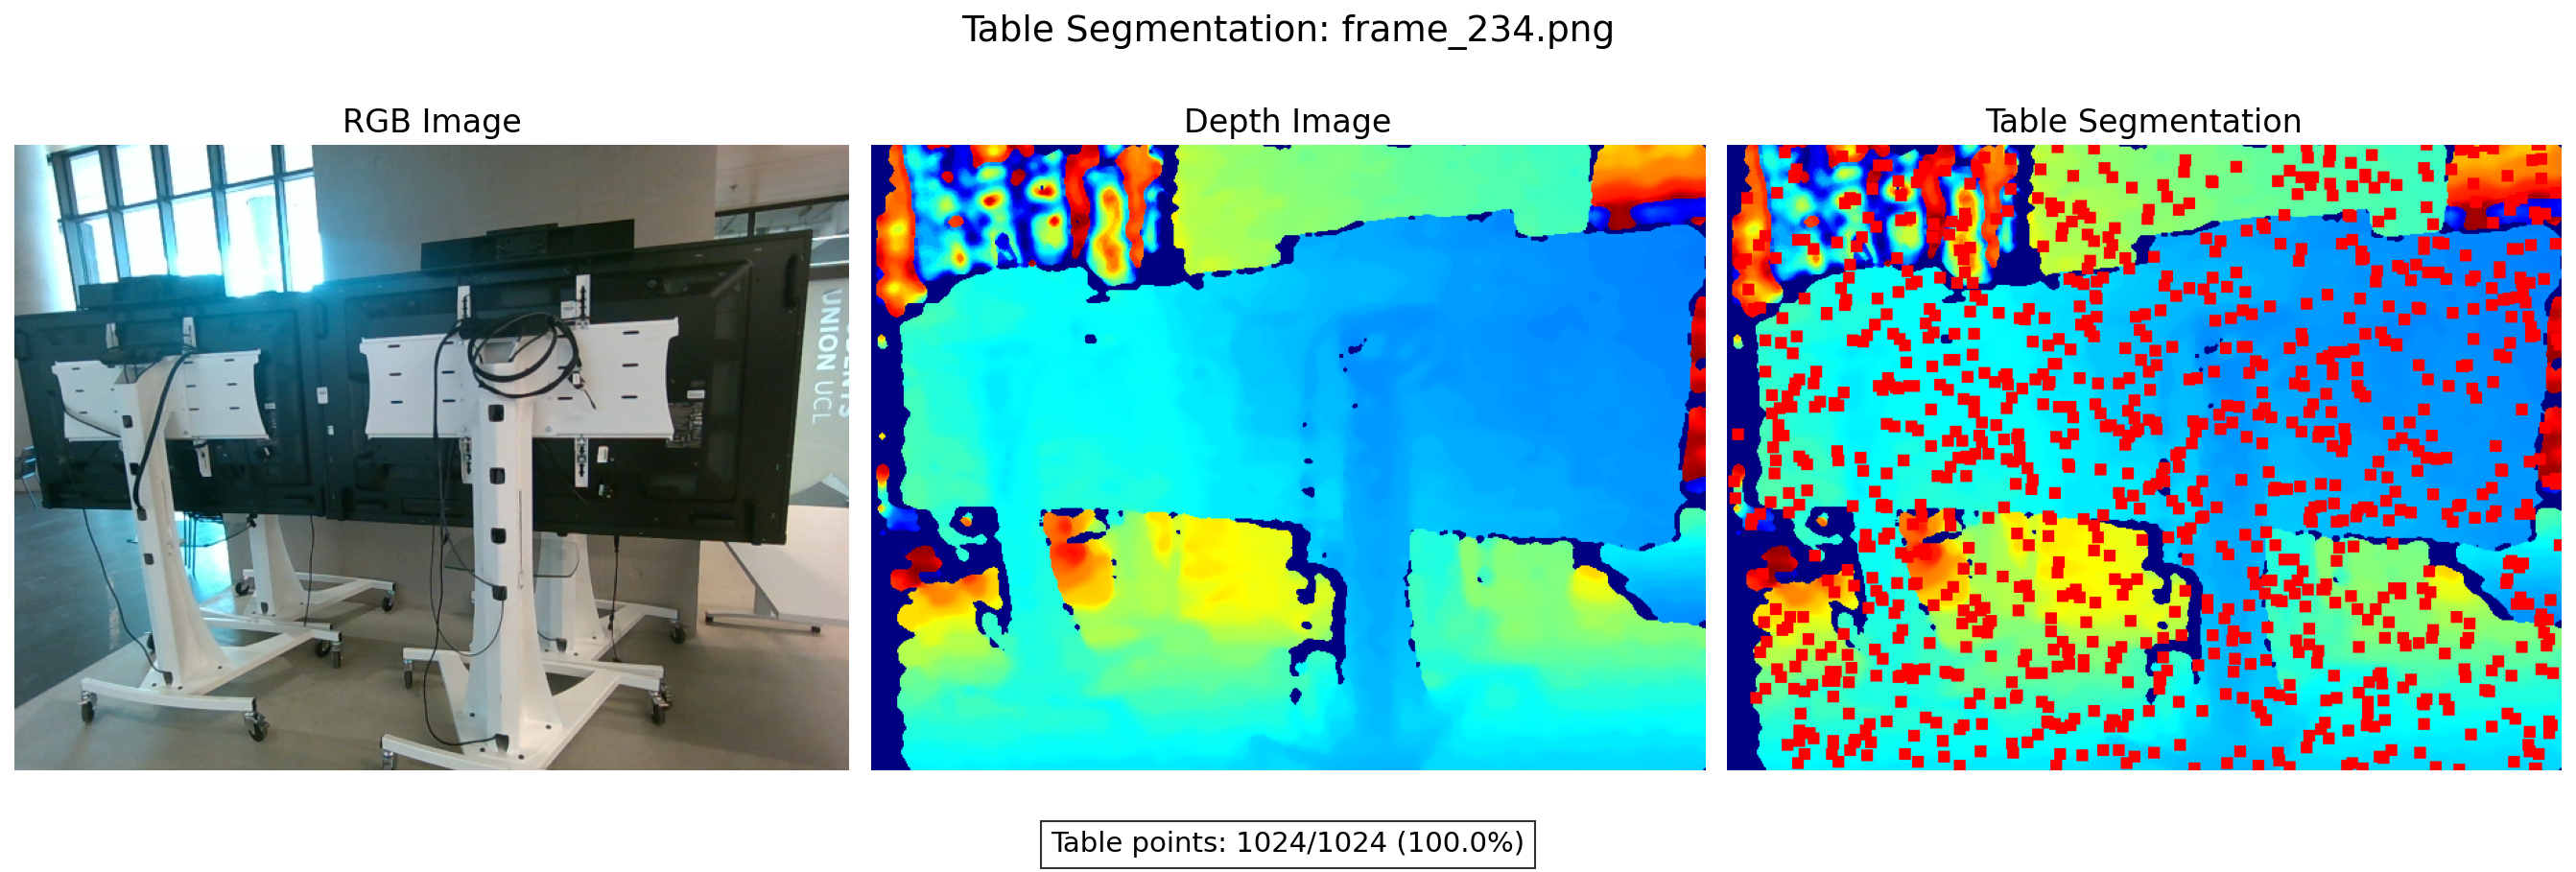 Table Segmentation: frame_234.png
RGB Image
Depth Image
Table Segmentation
UNION UCL
Table points: 1024/1024 (100.0%)